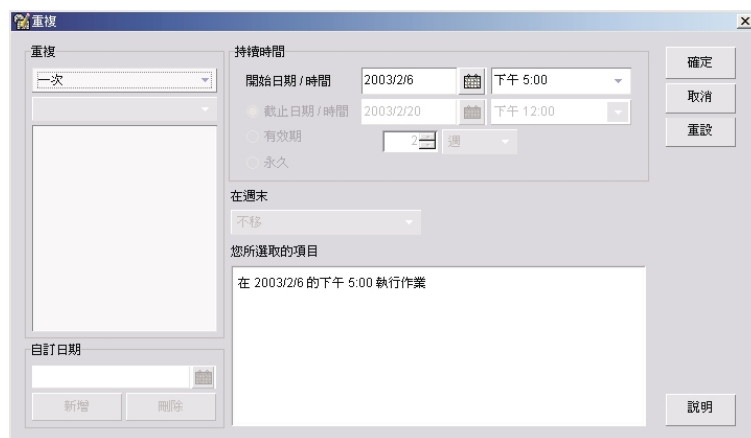 重複
重複
一次
自訂日期
新增
刪除
持續時間
開始日期 / 時間
2003/2/6
下午 5:00
截止日期 / 時間
2003/2/20
下午 12:00
有效期
2
週
永久
在週末
不移
您所選取的項目
在 2003/2/6 的下午 5:00 執行作業
確定
取消
重設
說明